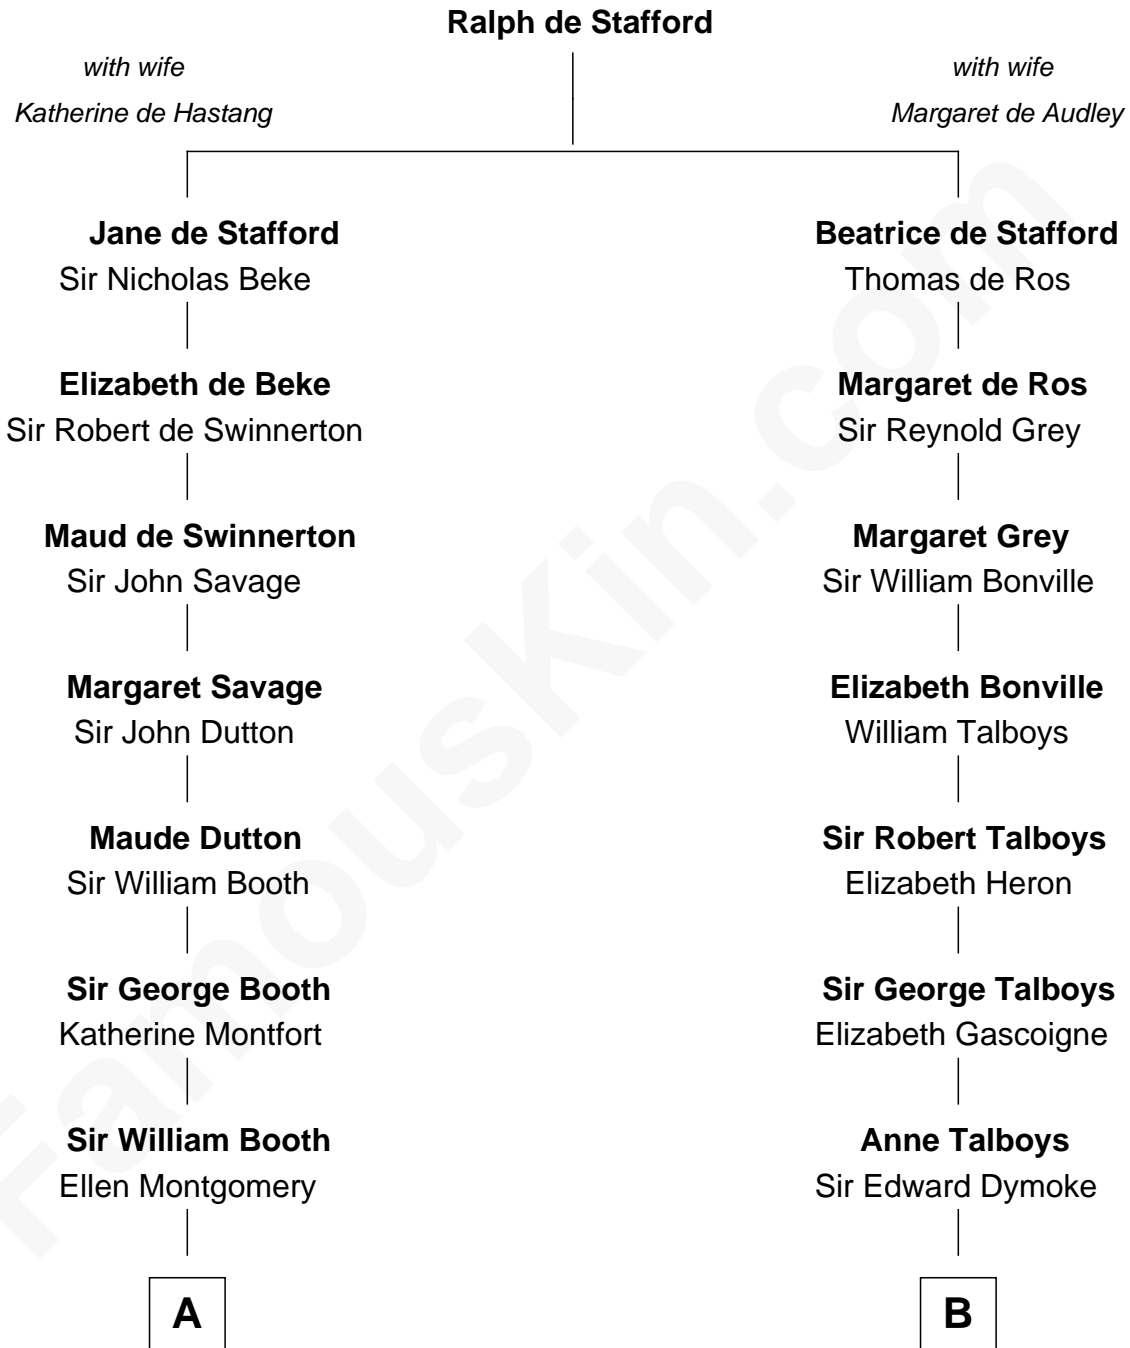 Ralph de Stafford
with wife
Katherine de Hastang
with wife
Margaret de Audley
Jane de Stafford
Sir Nicholas Beke
Beatrice de Stafford
Thomas de Ros
Elizabeth de Beke
Sir Robert de Swinnerton
Margaret de Ros
Sir Reynold Grey
Maud de Swinnerton
Sir John Savage
Margaret Grey
Sir William Bonville
Margaret Savage
Sir John Dutton
Elizabeth Bonville
William Talboys
Maude Dutton
Sir William Booth
Sir Robert Talboys
Elizabeth Heron
Sir George Booth
Katherine Montfort
Sir George Talboys
Elizabeth Gascoigne
Sir William Booth
Ellen Montgomery
Anne Talboys
Sir Edward Dymoke
A
B
FamousKin.com